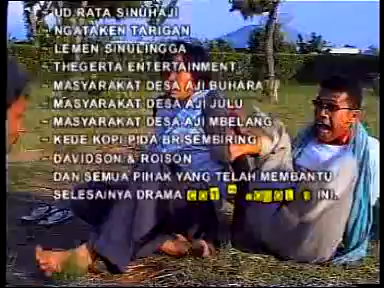 - UD.RATA SINUHAJI
- NGATAKEN TARIGAN
- LEMEN SINULINGGA
- THEGERTA ENTERTAINMENT
- MASYARAKAT DESA AJI BUHARA
- MASYARAKAT DESA AJI JULU
- MASYARAKAT DESA AJI MBELANG
- KEDE KOPI PIDA BR SEMBIRING
- DAVIDSON & ROISON
DAN SEMUA PIHAK YANG TELAH MEMBANTU
SELESAINYA DRAMA INI.